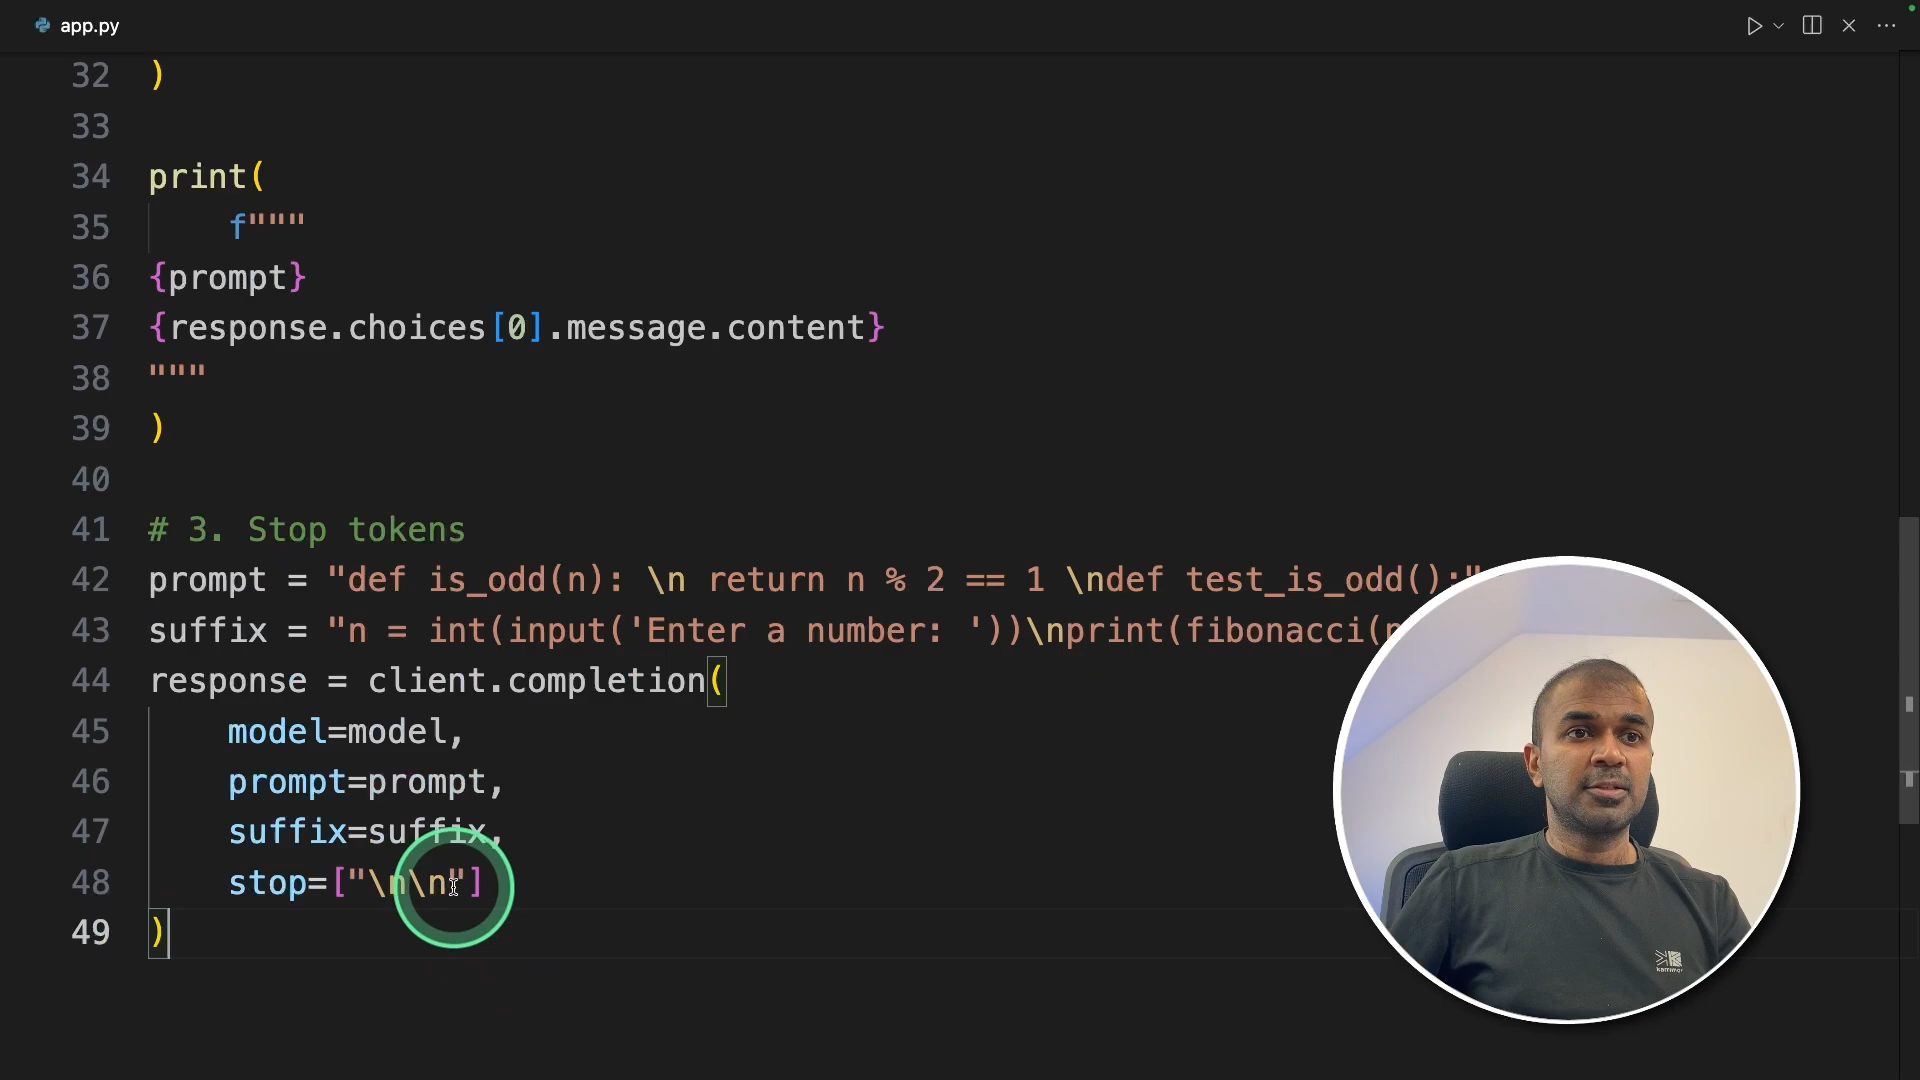 app.py
32 )
33
34 print(
35 f"""
36 {prompt}
37 {response.choices[0].message.content}
38 """
39 )
40
41 # 3. Stop tokens
42 prompt = "def is_odd(n): \n return n % 2 == 1 \ndef test_is_odd():"
43 suffix = "n = int(input('Enter a number: '))\nprint(fibonacci(
44 response = client.completion(
45 model=model,
46 prompt=prompt,
47 suffix=suffix,
48 stop=["\n\n"]
49 )